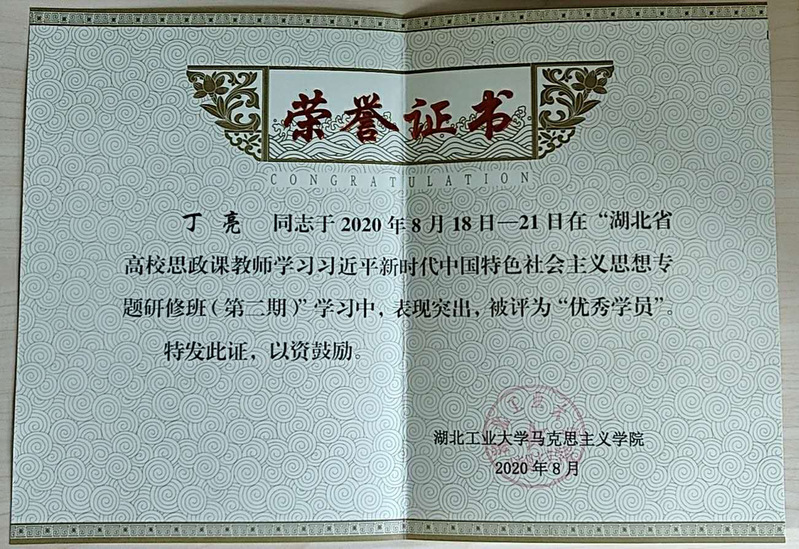 荣誉证书
CONGRATULATION
丁亮 同志于2020年8月18日—21日在“湖北省
高校思政课教师学习习近平新时代中国特色社会主义思想专
题研修班(第二期)”学习中,表现突出,被评为“优秀学员”。
特发此证,以资鼓励。
湖北工业大学马克思主义学院
2020年8月